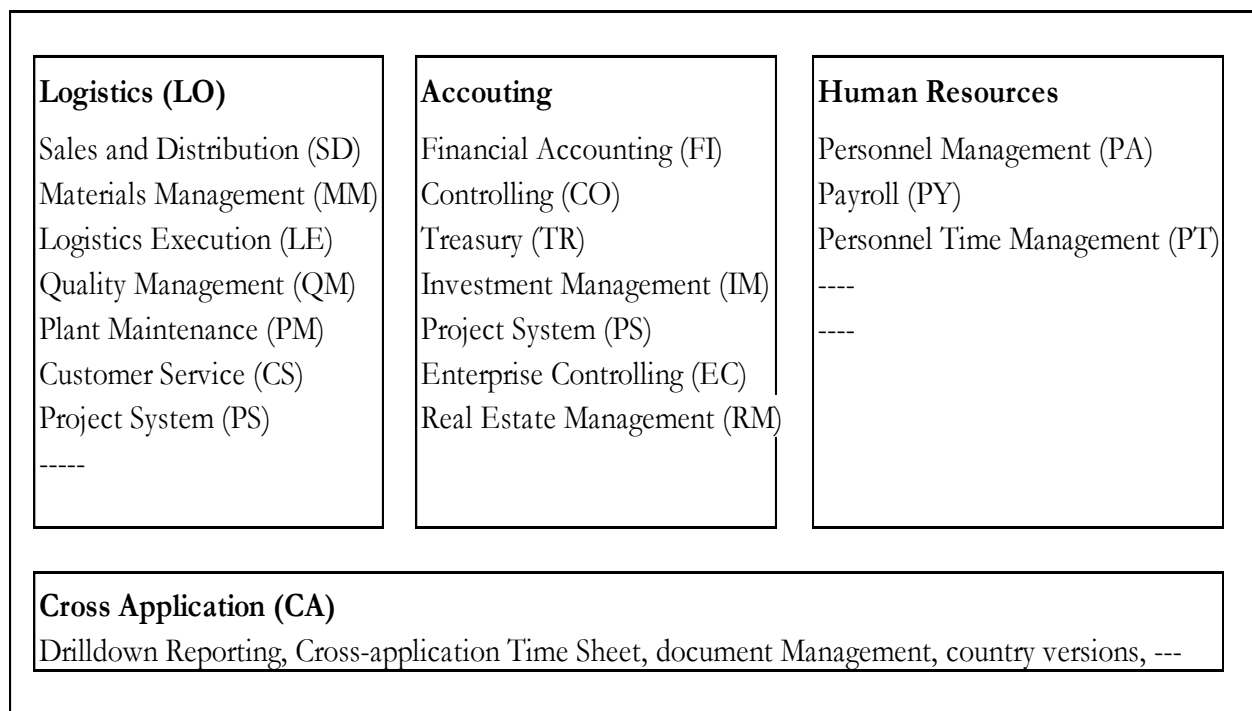 Logistics (LO)
Sales and Distribution (SD)
Materials Management (MM)
Logistics Execution (LE)
Quality Management (QM)
Plant Maintenance (PM)
Customer Service (CS)
Project System (PS)
-----
Accouting
Financial Accounting (FI)
Controlling (CO)
Treasury (TR)
Investment Management (IM)
Project System (PS)
Enterprise Controlling (EC)
Real Estate Management (RM)
Human Resources
Personnel Management (PA)
Payroll (PY)
Personnel Time Management (PT)
----
----
Cross Application (CA)
Drilldown Reporting, Cross-application Time Sheet, document Management, country versions, ---